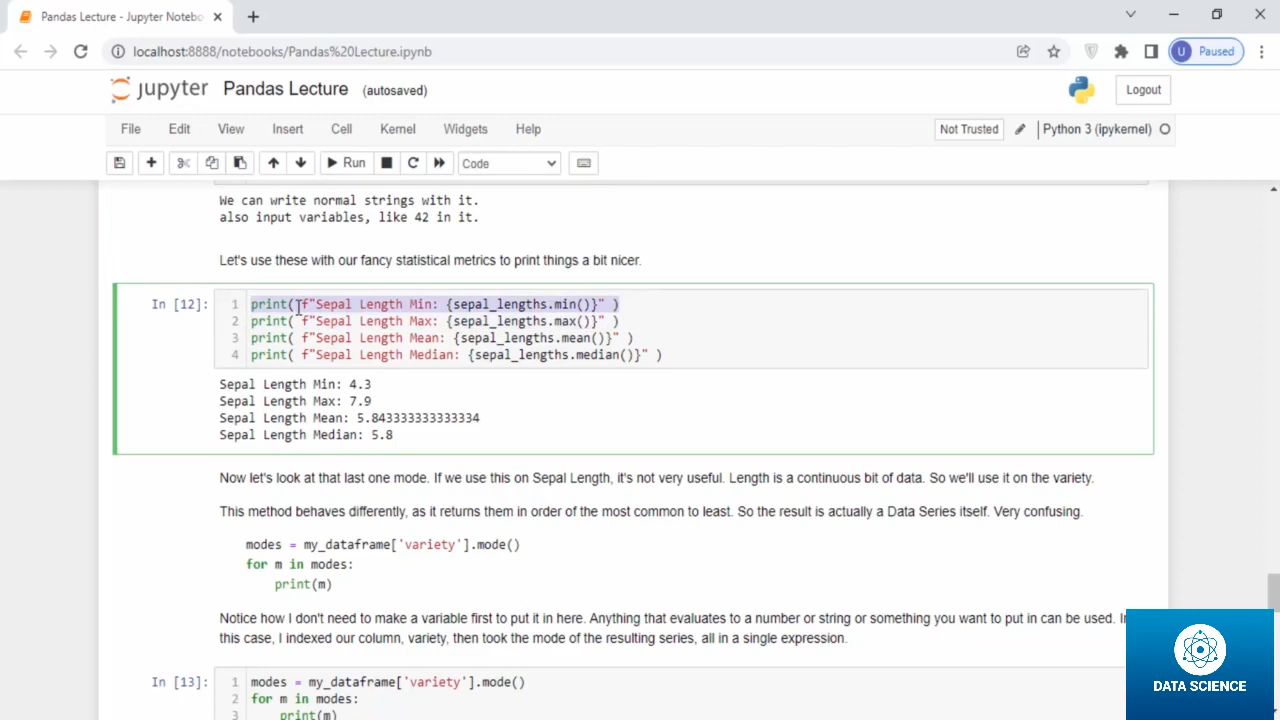 Pandas Lecture - Jupyter Notebo
localhost:8888/notebooks/Pandas%20Lecture.ipynb
U Paused
jupyter Pandas Lecture (autosaved)
Logout
File Edit View Insert Cell Kernel Widgets Help
Not Trusted Python 3 (ipykernel)
Run Code
We can write normal strings with it.
also input variables, like 42 in it.
Let's use these with our fancy statistical metrics to print things a bit nicer.
In [12]: 1 print( f"Sepal Length Min: {sepal_lengths.min()}" )
2 print( f"Sepal Length Max: {sepal_lengths.max()}" )
3 print( f"Sepal Length Mean: {sepal_lengths.mean()}" )
4 print( f"Sepal Length Median: {sepal_lengths.median()}" )
Sepal Length Min: 4.3
Sepal Length Max: 7.9
Sepal Length Mean: 5.843333333333334
Sepal Length Median: 5.8
Now let's look at that last one mode. If we use this on Sepal Length, it's not very useful. Length is a continuous bit of data. So we'll use it on the variety.
This method behaves differently, as it returns them in order of the most common to least. So the result is actually a Data Series itself. Very confusing.
modes = my_dataframe['variety'].mode()
for m in modes:
print(m)
Notice how I don't need to make a variable first to put it in here. Anything that evaluates to a number or string or something you want to put in can be used. I
this case, I indexed our column, variety, then took the mode of the resulting series, all in a single expression.
In [13]: 1 modes = my_dataframe['variety'].mode()
2 for m in modes:
3 print(m)
DATA SCIENCE